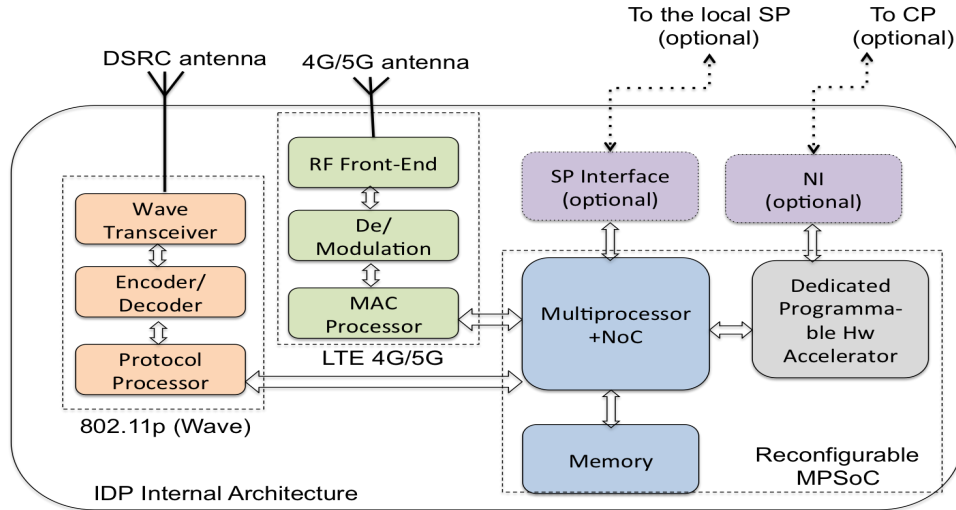 To the local SP
(optional)
To CP
(optional)
DSRC antenna
4G/5G antenna
RF Front-End
De/
Modulation
MAC
Processor
LTE 4G/5G
Wave
Transceiver
Encoder/
Decoder
Protocol
Processor
802.11p (Wave)
SP Interface
(optional)
NI
(optional)
Multiprocessor
+NoC
Dedicated
Programma-
ble Hw
Accelerator
Memory
Reconfigurable
MPSoC
IDP Internal Architecture